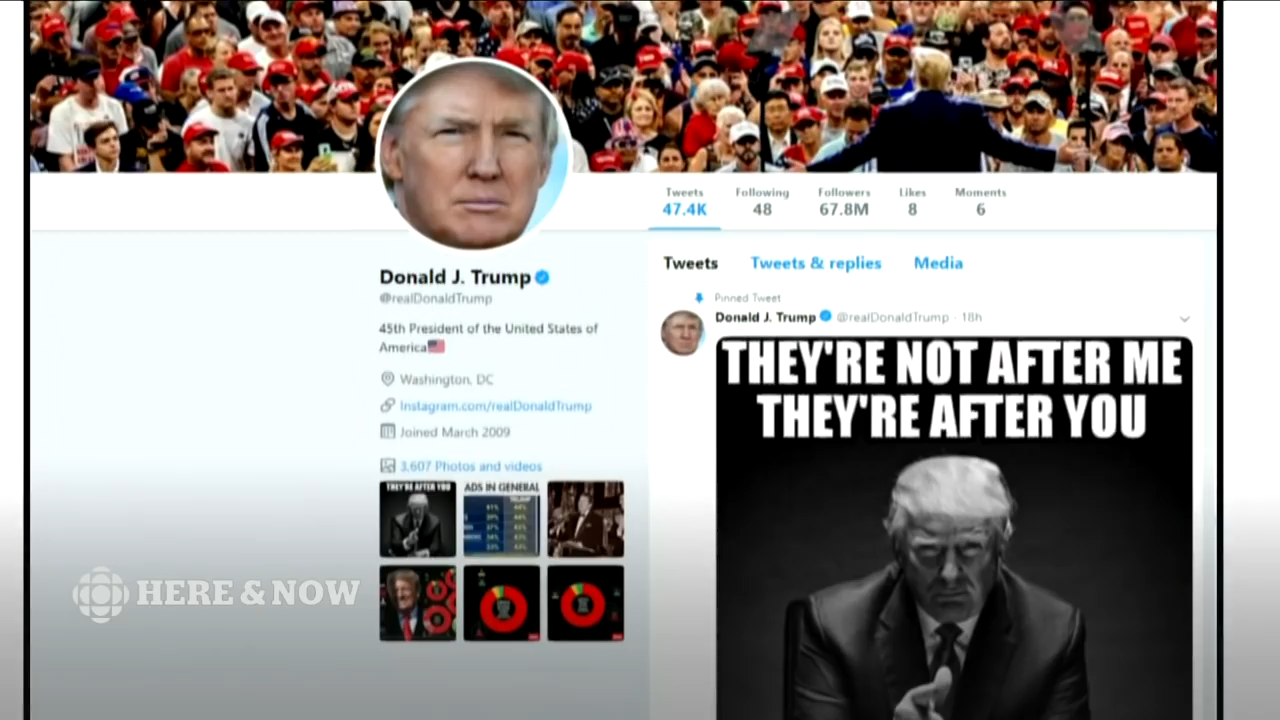 Tweets
Following
Followers
Likes
Moments
47.4K
48
67.8M
8
6
Donald J. Trump
@realDonaldTrump
45th President of the United States of
America
Washington, DC
Instagram.com/realDonaldTrump
Joined March 2009
3,607 Photos and videos
THEY'RE AFTER YOU
ADS IN GENERAL
Tweets
Tweets & replies
Media
Pinned Tweet
Donald J. Trump @realDonaldTrump · 18h
THEY'RE NOT AFTER ME
THEY'RE AFTER YOU
HERE & NOW